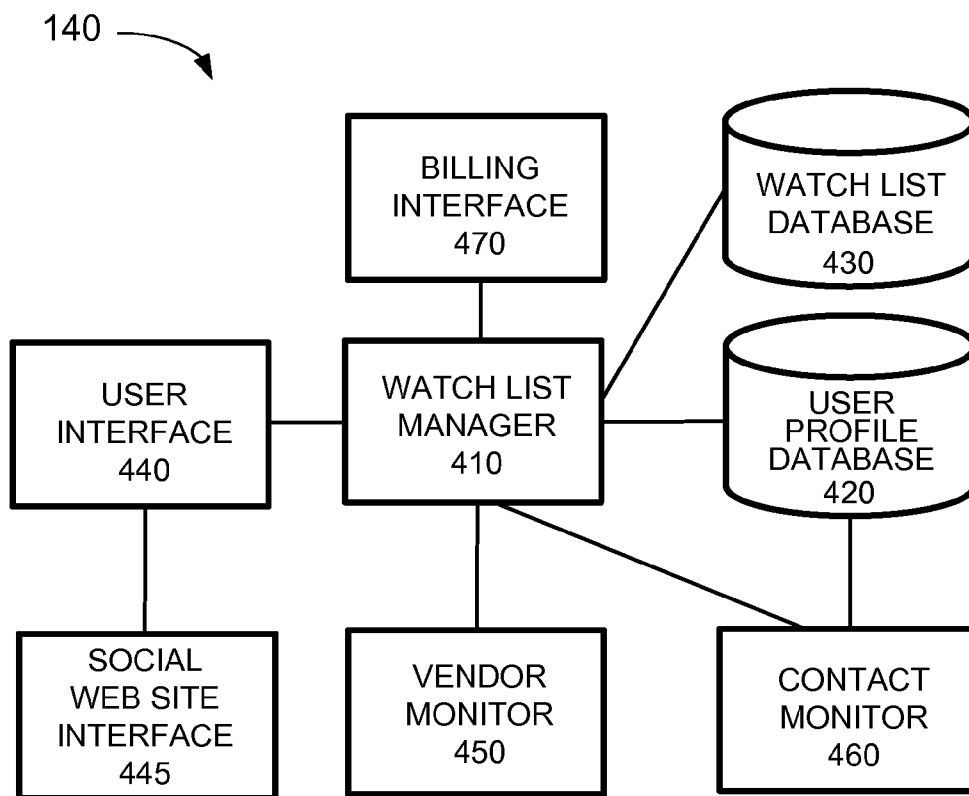 140
BILLING
INTERFACE
470
WATCH LIST
DATABASE
430
USER
INTERFACE
440
WATCH LIST
MANAGER
410
USER
PROFILE
DATABASE
420
SOCIAL
WEB SITE
INTERFACE
445
VENDOR
MONITOR
450
CONTACT
MONITOR
460